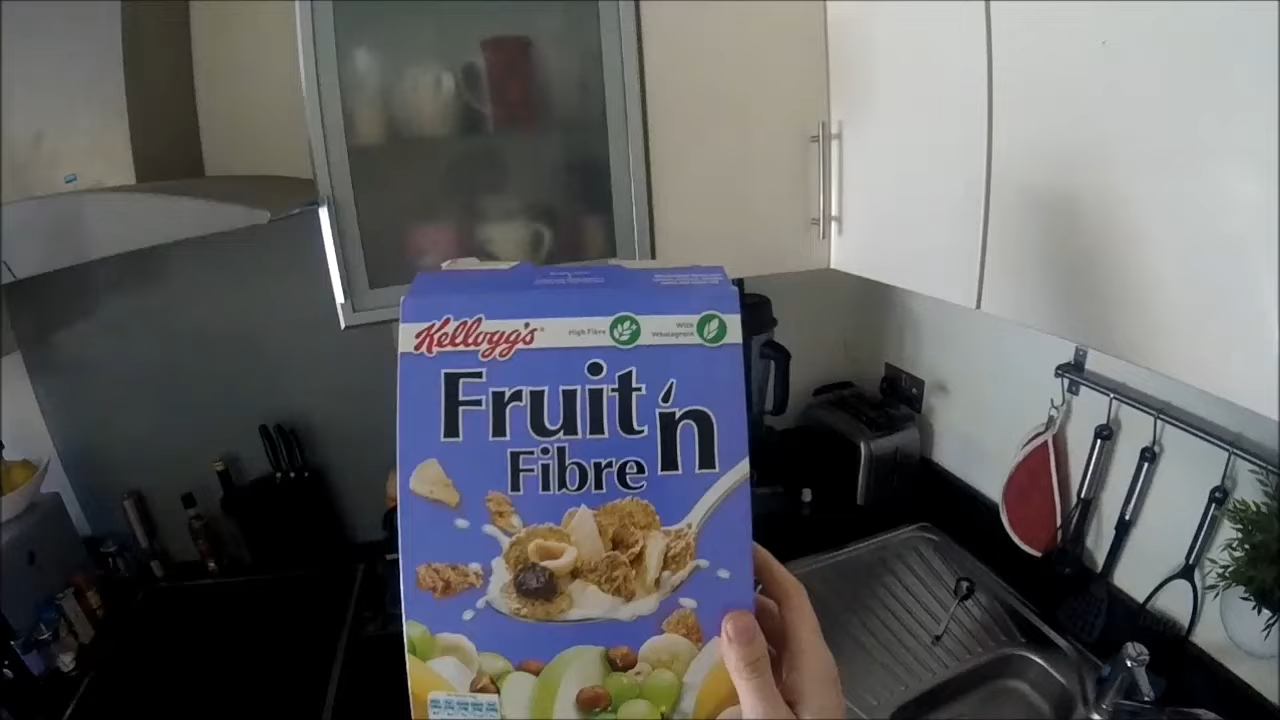 Kellogg's
High Fibre
With
Wholegrain
Fruit 'n
Fibre